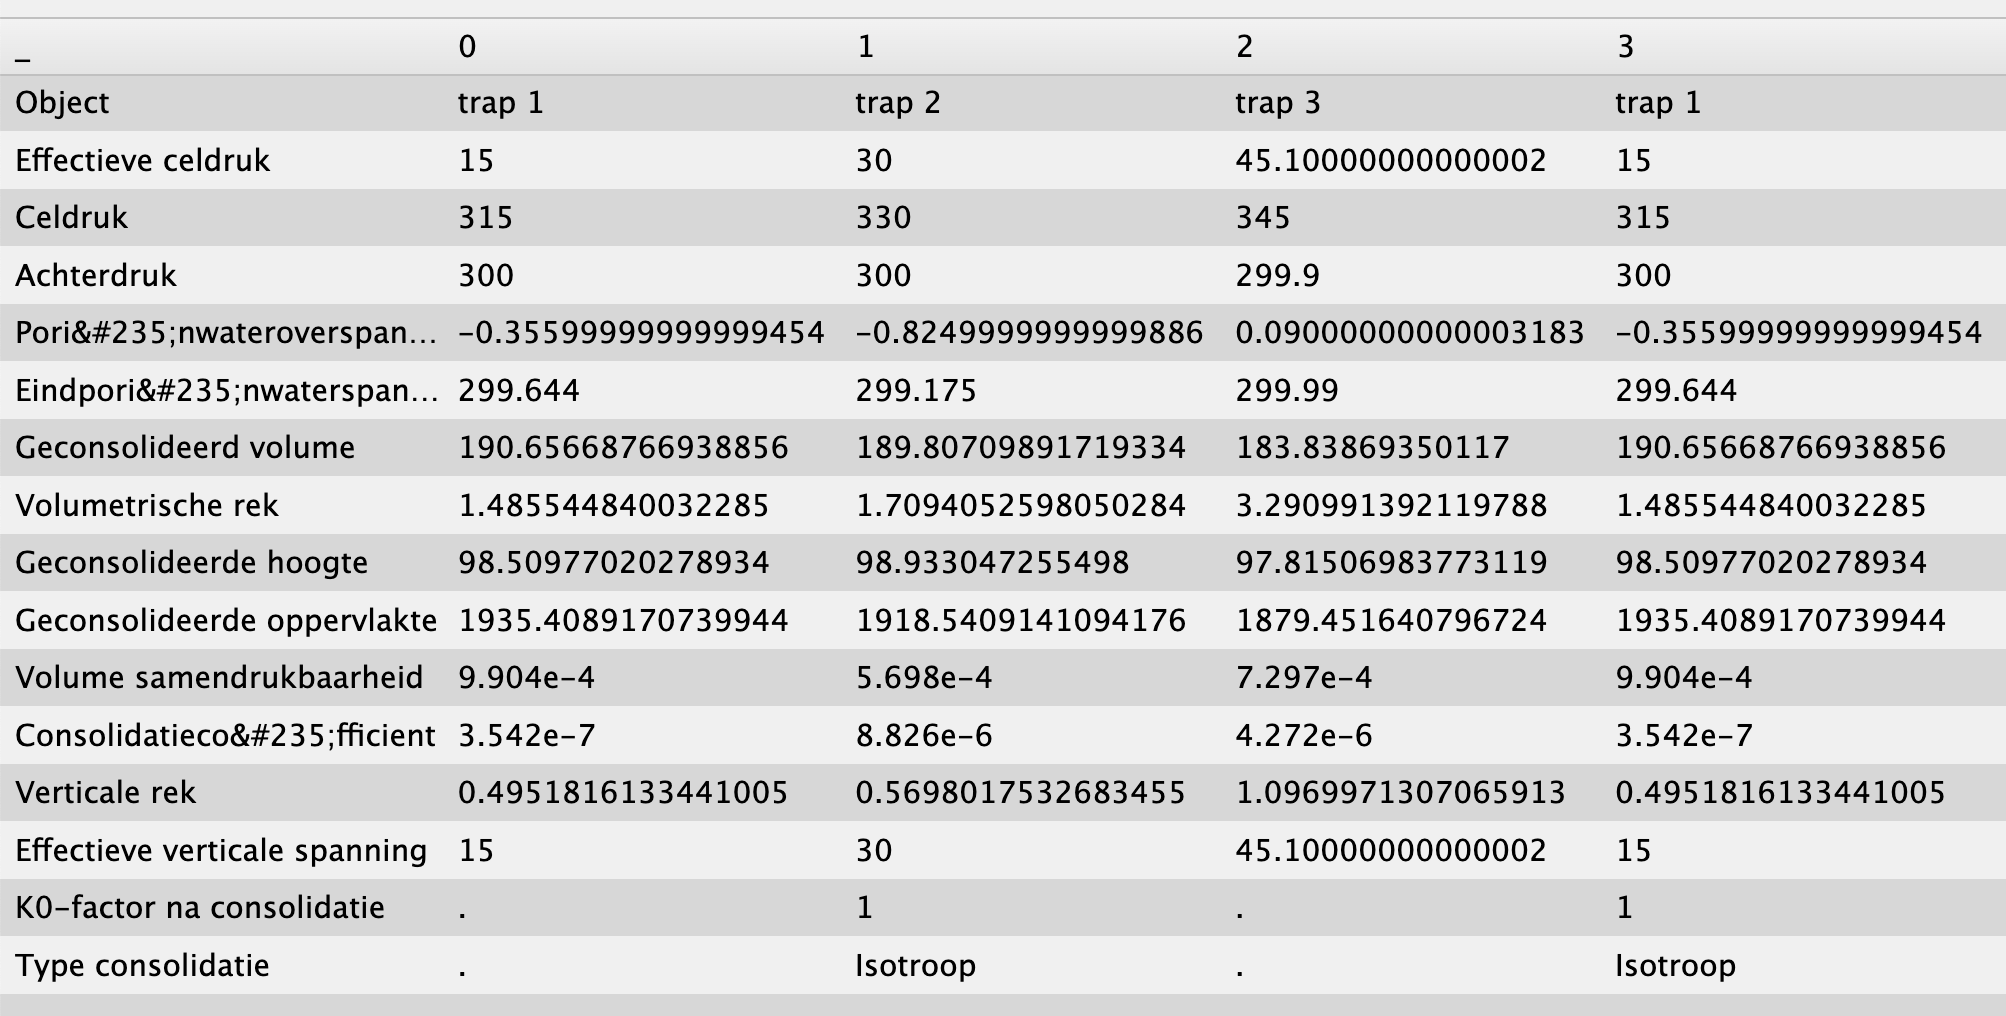 _ 0 1 2 3
Object trap 1 trap 2 trap 3 trap 1
Effectieve celdruk 15 30 45.10000000000002 15
Celdruk 315 330 345 315
Achterdruk 300 300 299.9 300
Pori&#235;nwateroverspan... -0.35599999999999454 -0.8249999999999886 0.09000000000003183 -0.35599999999999454
Eindpori&#235;nwaterspan... 299.644 299.175 299.99 299.644
Geconsolideerd volume 190.65668766938856 189.80709891719334 183.83869350117 190.65668766938856
Volumetrische rek 1.485544840032285 1.7094052598050284 3.290991392119788 1.485544840032285
Geconsolideerde hoogte 98.50977020278934 98.933047255498 97.81506983773119 98.50977020278934
Geconsolideerde oppervlakte 1935.4089170739944 1918.5409141094176 1879.451640796724 1935.4089170739944
Volume samendrukbaarheid 9.904e-4 5.698e-4 7.297e-4 9.904e-4
Consolidatieco&#235;fficient 3.542e-7 8.826e-6 4.272e-6 3.542e-7
Verticale rek 0.4951816133441005 0.5698017532683455 1.0969971307065913 0.4951816133441005
Effectieve verticale spanning 15 30 45.10000000000002 15
K0-factor na consolidatie . 1 . 1
Type consolidatie . Isotroop . Isotroop